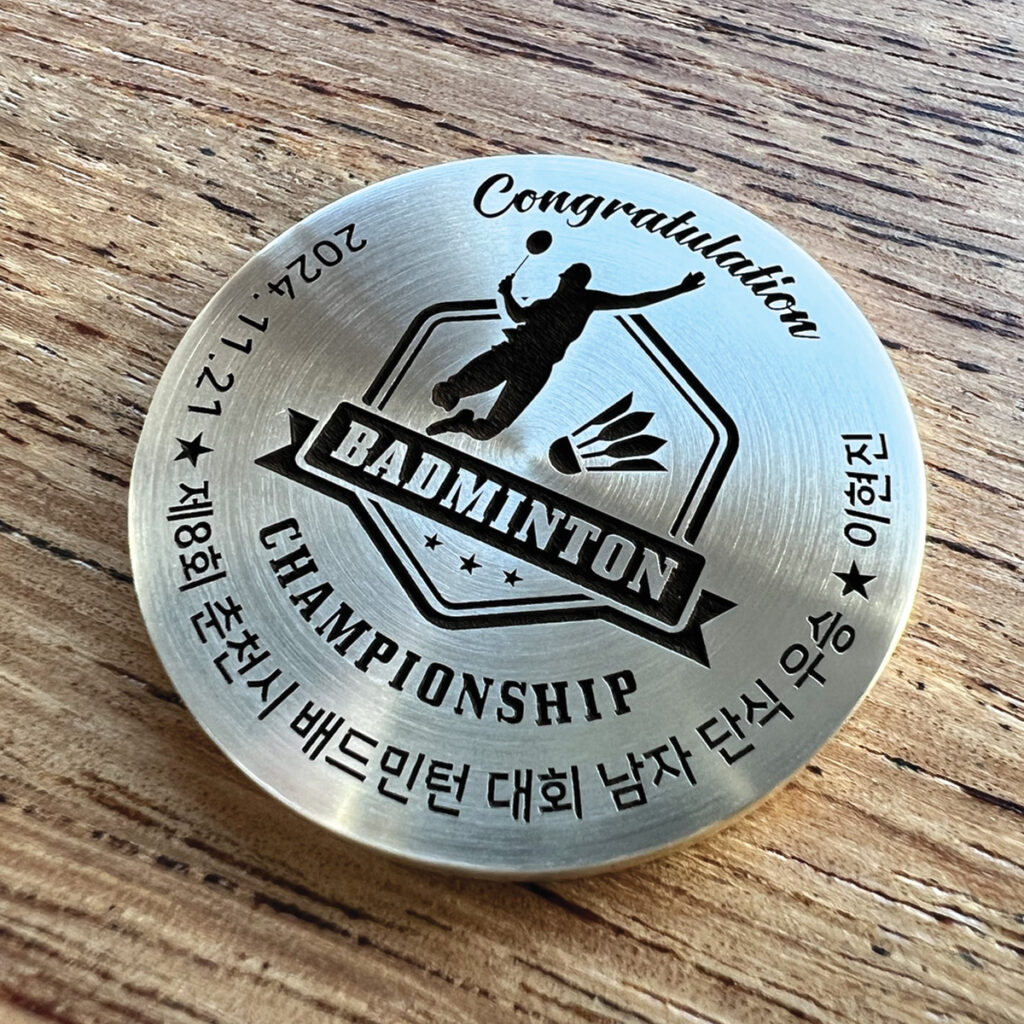 Congratulation
2024.11.21 ★ 제8회 춘천시 배드민턴 대회 남자 단식 우승 ★ 이현진
BADMINTON
CHAMPIONSHIP